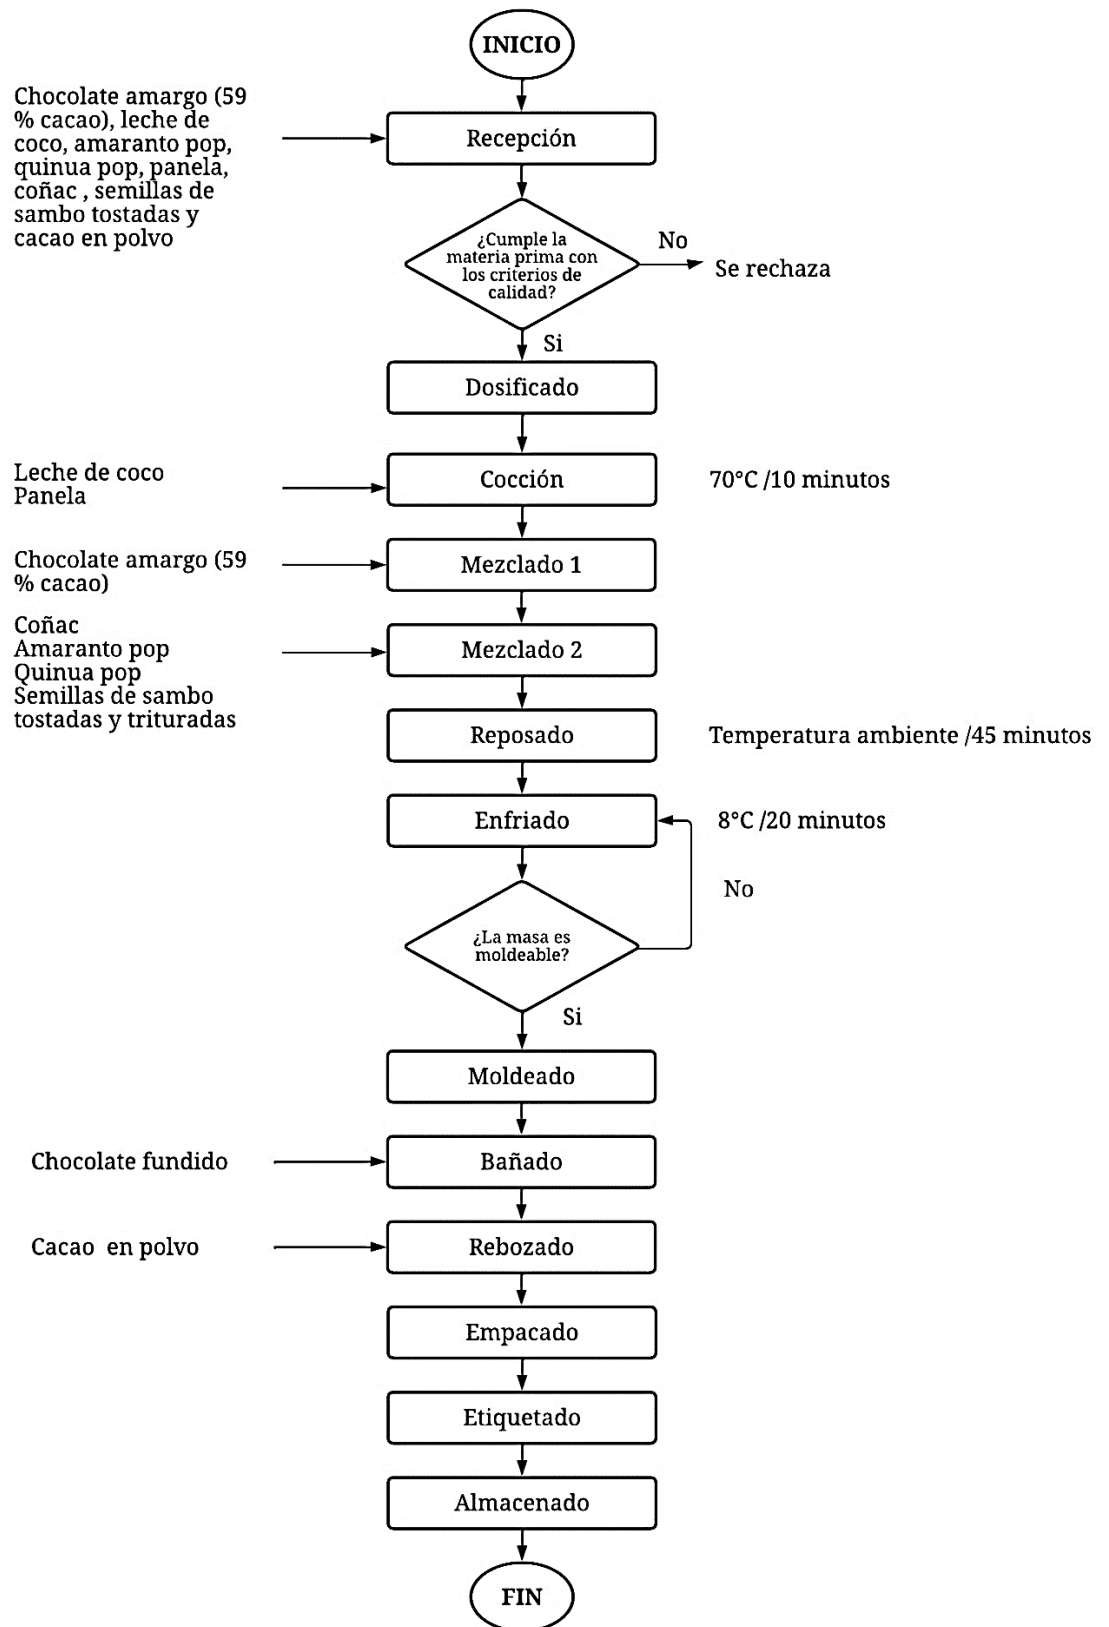 INICIO
Chocolate amargo (59
% cacao), leche de
coco, amaranto pop,
quinua pop, panela,
coñac , semillas de
sambo tostadas y
cacao en polvo
Recepción
¿Cumple la
materia prima con
los criterios de
calidad?
No
Se rechaza
Si
Dosificado
Leche de coco
Panela
Cocción
70°C /10 minutos
Chocolate amargo (59
% cacao)
Mezclado 1
Coñac
Amaranto pop
Quinua pop
Semillas de sambo
tostadas y trituradas
Mezclado 2
Reposado
Temperatura ambiente /45 minutos
Enfriado
8°C /20 minutos
No
¿La masa es
moldeable?
Si
Moldeado
Chocolate fundido
Bañado
Cacao en polvo
Rebozado
Empacado
Etiquetado
Almacenado
FIN